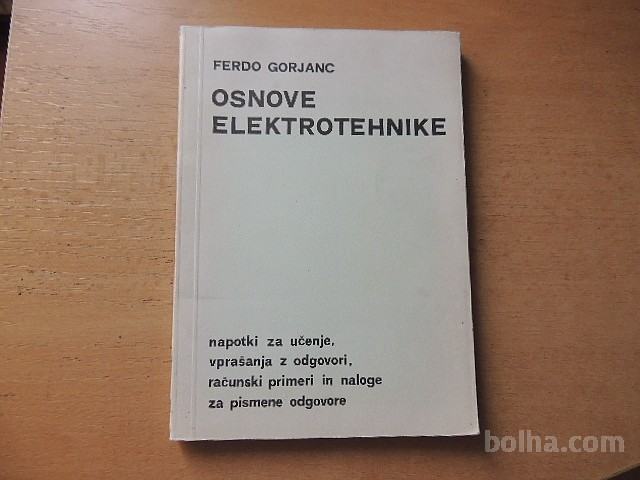 FERDO GORJANC
OSNOVE
ELEKTROTEHNIKE
napotki za učenje,
vprašanja z odgovori,
računski primeri in naloge
za pismene odgovore
bolha.com